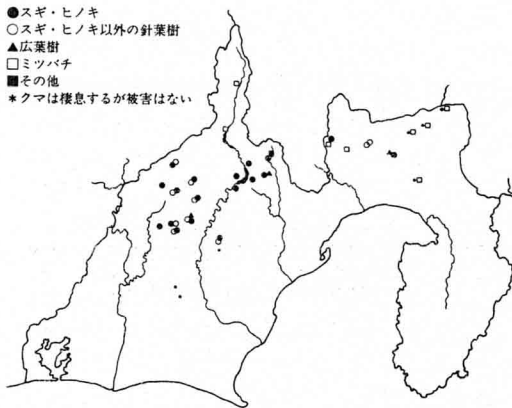 ●スギ・ヒノキ
○スギ・ヒノキ以外の針葉樹
▲広葉樹
□ミツバチ
■その他
*クマは棲息するが被害はない